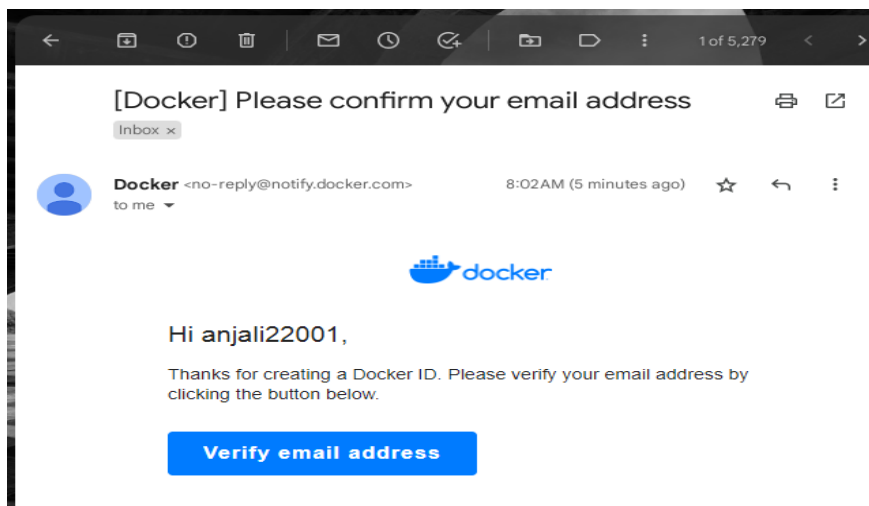 1 of 5,279
[Docker] Please confirm your email address
Inbox ×
Docker <no-reply@notify.docker.com> 8:02AM (5 minutes ago)
to me
docker
Hi anjali22001,
Thanks for creating a Docker ID. Please verify your email address by
clicking the button below.
Verify email address